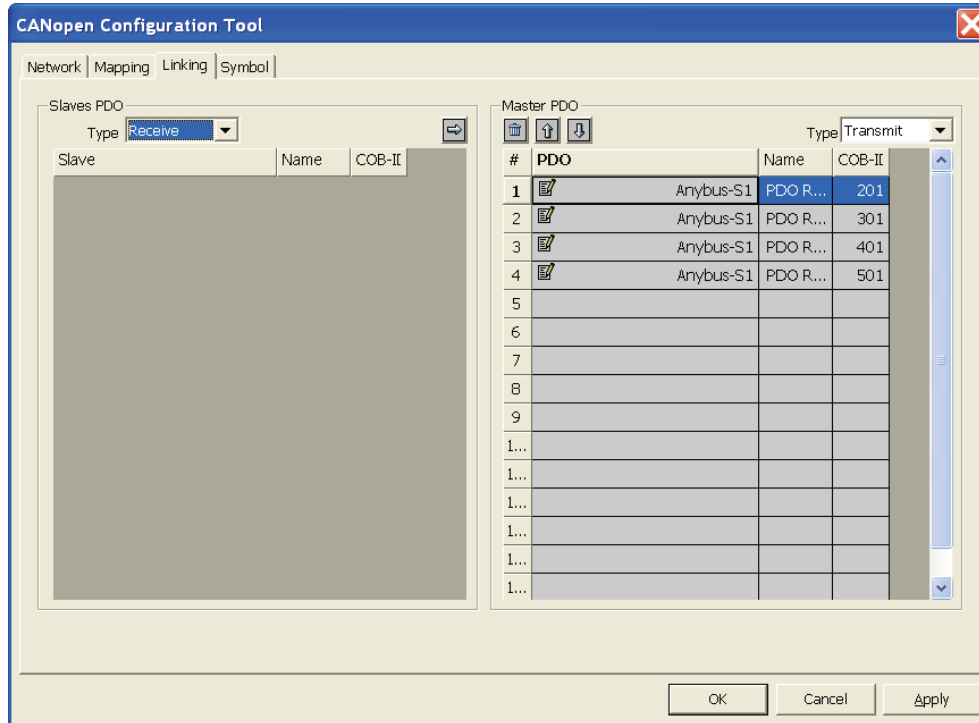 CANopen Configuration Tool
Network Mapping Linking Symbol
Slaves PDO
Type Receive
Slave Name COB-II
Master PDO
Type Transmit
# PDO Name COB-II
1 Anybus-S1 PDO R... 201
2 Anybus-S1 PDO R... 301
3 Anybus-S1 PDO R... 401
4 Anybus-S1 PDO R... 501
5
6
7
8
9
1...
1...
1...
1...
1...
1...
OK Cancel Apply